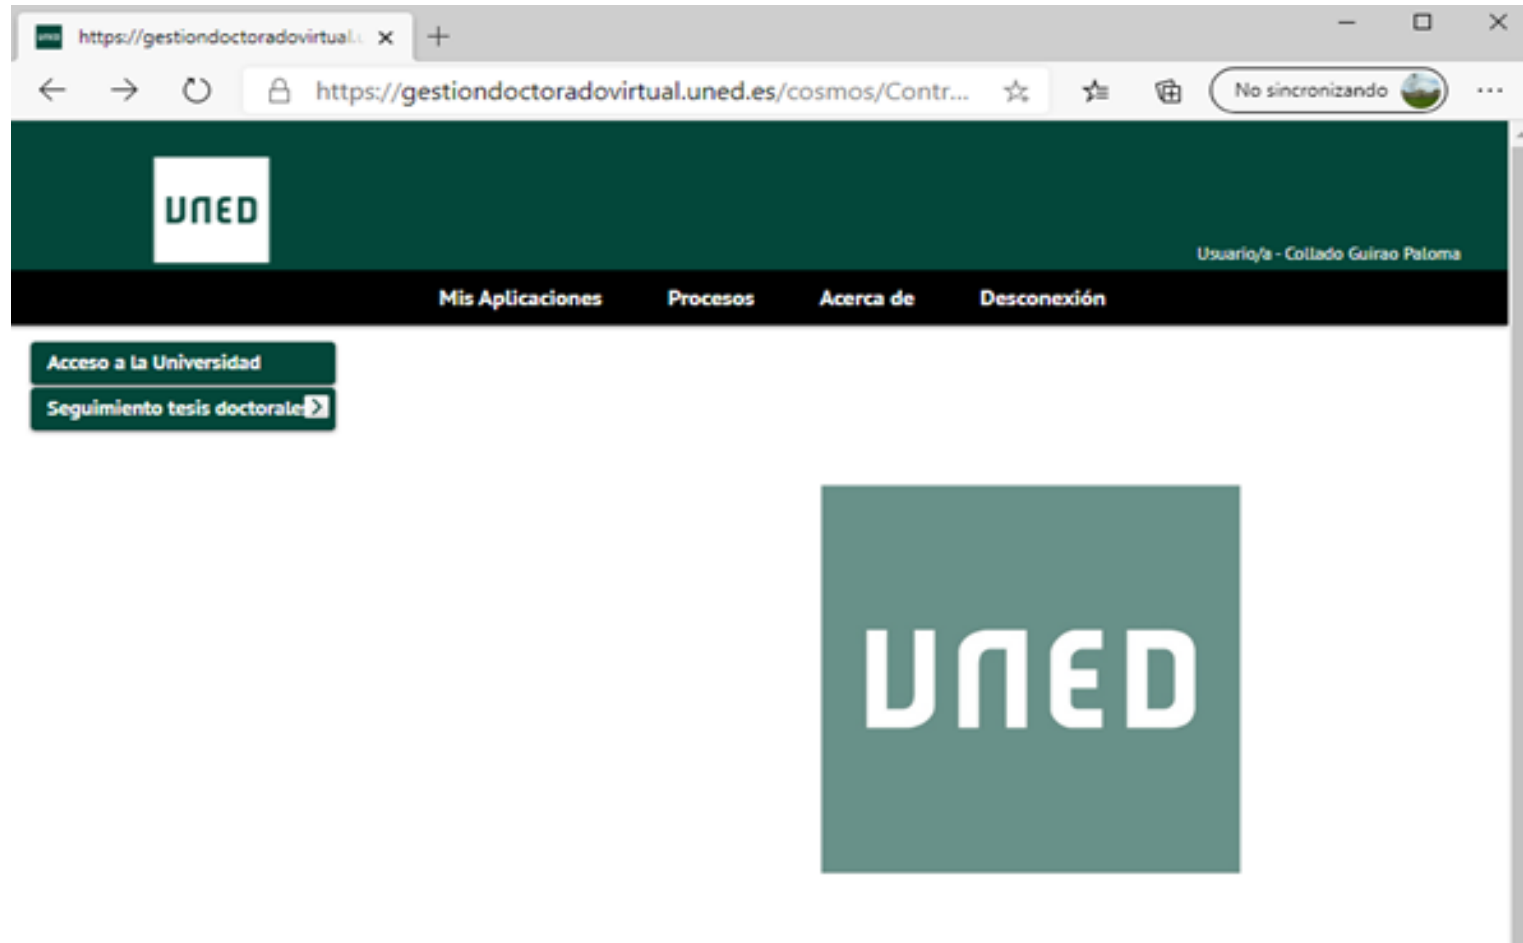 https://gestiondoctoradovirtual.
https://gestiondoctoradovirtual.uned.es/cosmos/Contr...
No sincronizando
UNED
Usuario/a - Collado Guirao Paloma
Mis Aplicaciones Procesos Acerca de Desconexión
Acceso a la Universidad
Seguimiento tesis doctorale
UNED